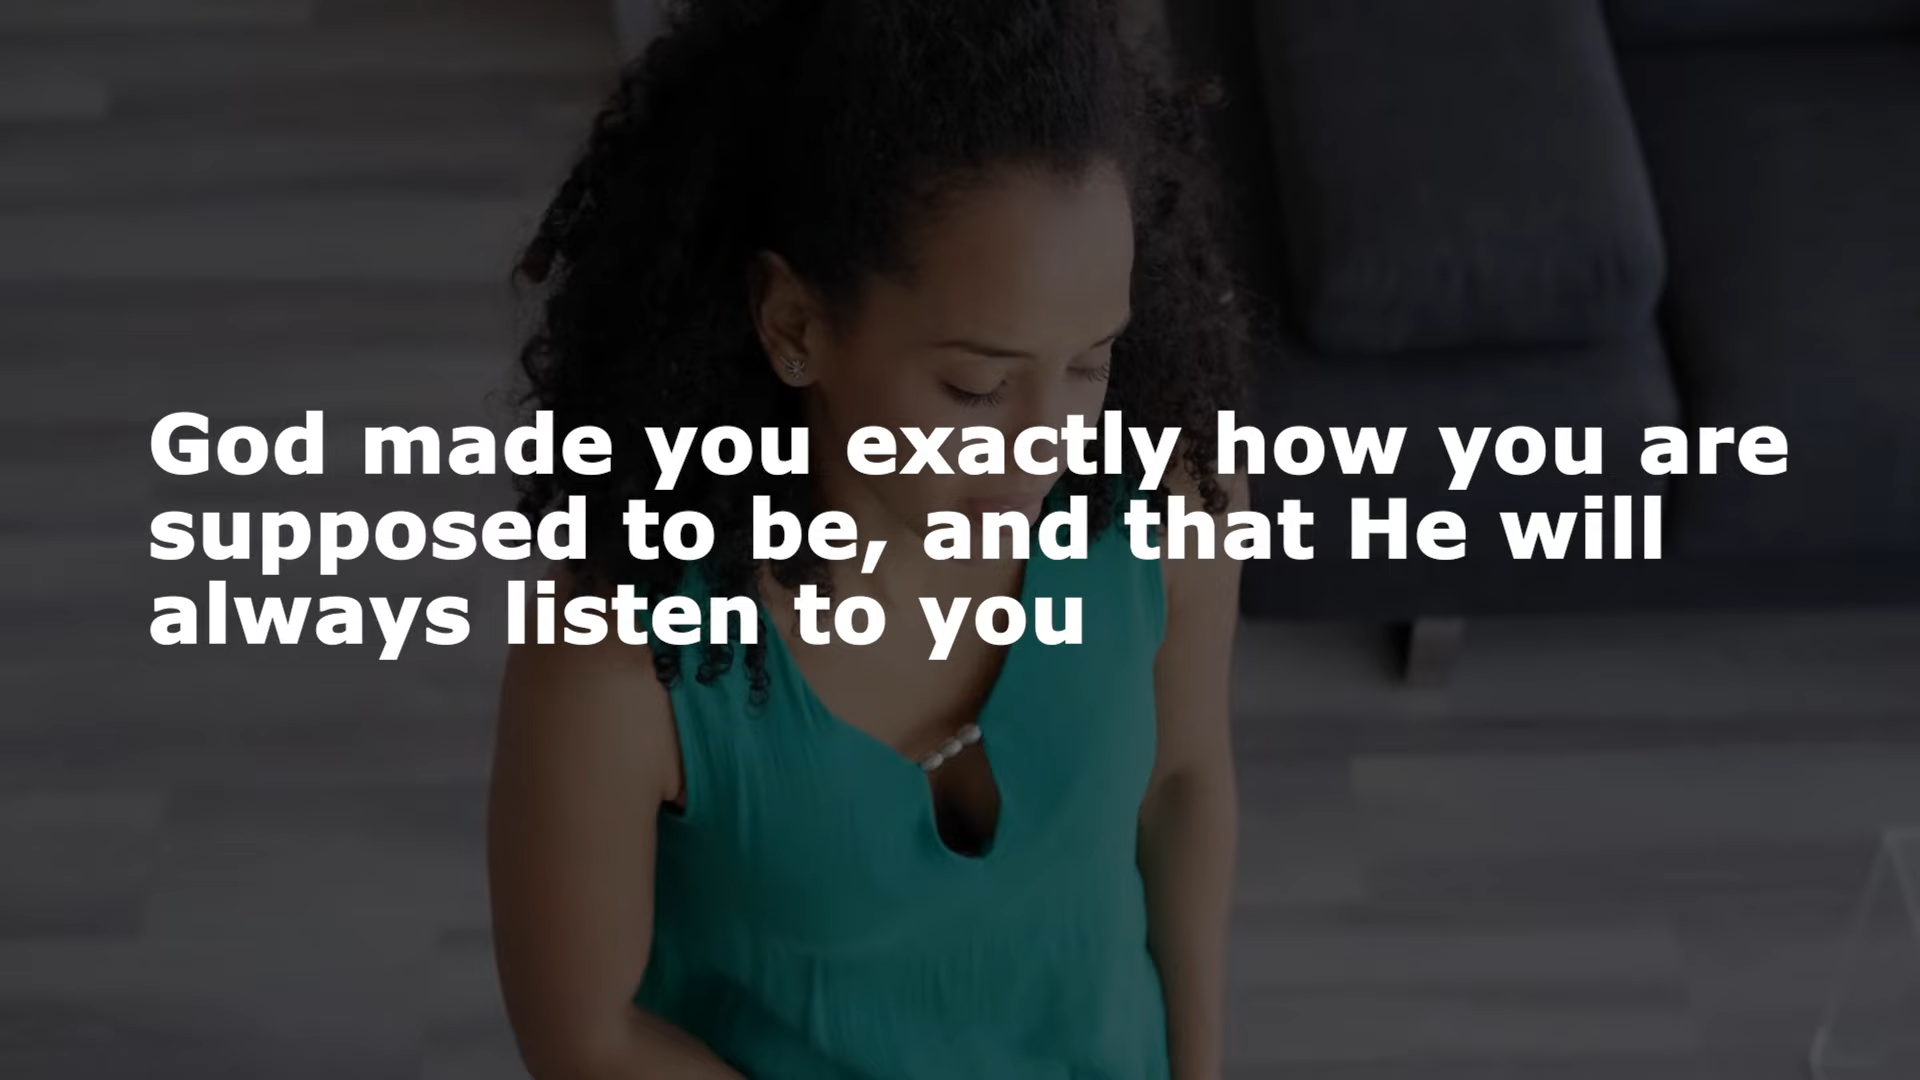 God made you exactly how you are
supposed to be, and that He will
always listen to you